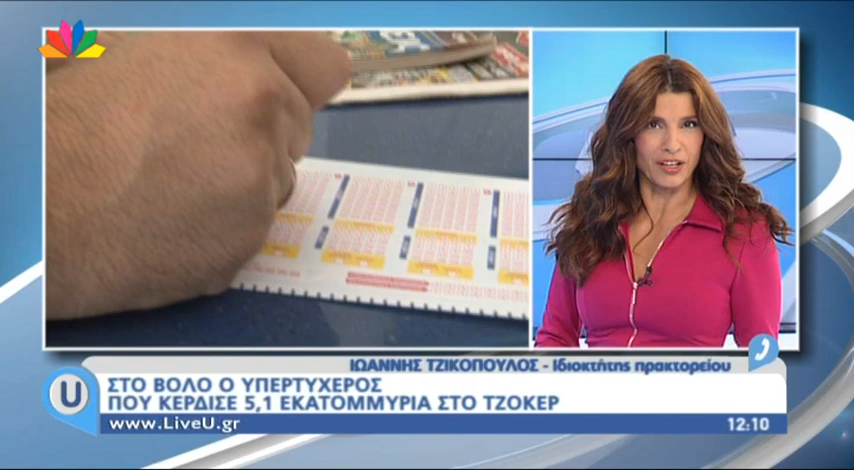 ΙΩΑΝΝΗΣ ΤΖΙΚΟΠΟΥΛΟΣ - Ιδιοκτήτης πρακτορείου
U
ΣΤΟ ΒΟΛΟ Ο ΥΠΕΡΤΥΧΕΡΟΣ
ΠΟΥ ΚΕΡΔΙΣΕ 5,1 ΕΚΑΤΟΜΜΥΡΙΑ ΣΤΟ ΤΖΟΚΕΡ
www.LiveU.gr
12:10